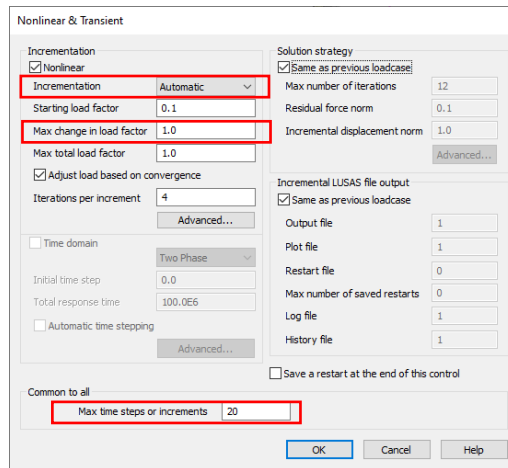 Nonlinear & Transient
Incrementation
Nonlinear
Incrementation Automatic
Starting load factor 0.1
Max change in load factor 1.0
Max total load factor 1.0
Adjust load based on convergence
Iterations per increment 4
Advanced...
Time domain
Two Phase
Initial time step 0.0
Total response time 100.0E6
Automatic time stepping
Advanced...
Common to all
Max time steps or increments 20
Solution strategy
Same as previous loadcase
Max number of iterations 12
Residual force norm 0.1
Incremental displacement norm 1.0
Advanced...
Incremental LUSAS file output
Same as previous loadcase
Output file 1
Plot file 1
Restart file 0
Max number of saved restarts 0
Log file 1
History file 1
Save a restart at the end of this control
OK Cancel Help